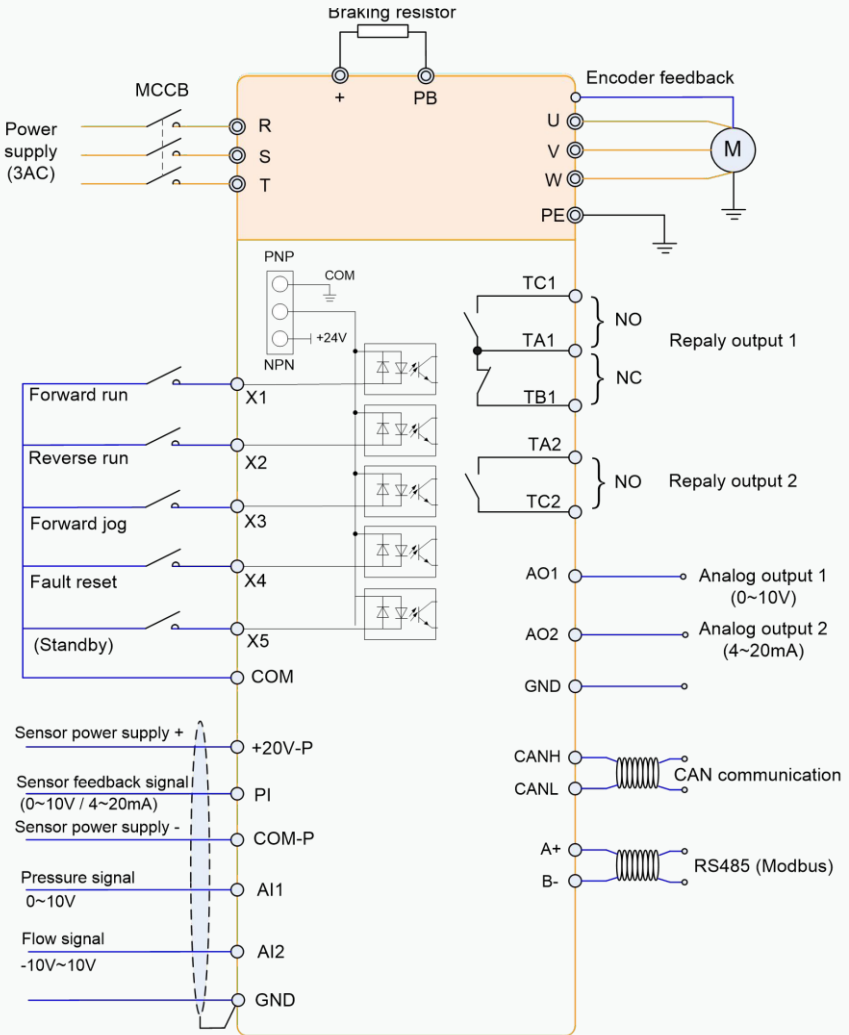 Braking resistor
+
PB
MCCB
Power
supply
(3AC)
R
S
T
Encoder feedback
U
V
W
M
PE
PNP
COM
+24V
NPN
TC1
NO
TA1
Repaly output 1
NC
TB1
TA2
NO
Repaly output 2
TC2
Forward run
X1
Reverse run
X2
Forward jog
X3
Fault reset
X4
(Standby)
X5
COM
AO1
Analog output 1
(0~10V)
AO2
Analog output 2
(4~20mA)
GND
Sensor power supply +
+20V-P
Sensor feedback signal
(0~10V / 4~20mA)
PI
Sensor power supply -
COM-P
Pressure signal
0~10V
AI1
Flow signal
-10V~10V
AI2
GND
CANH
CANL
CAN communication
A+
B-
RS485 (Modbus)